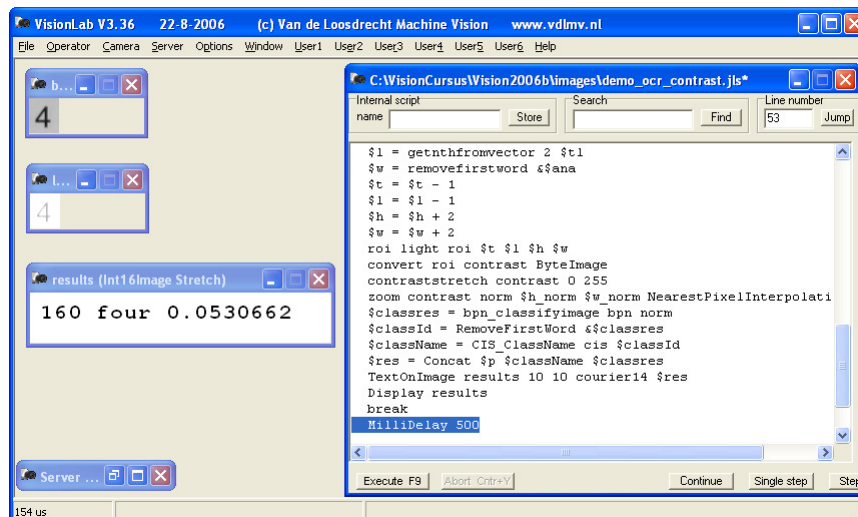 VisionLab V3.36 22-8-2006 (c) Van de Loosdrecht Machine Vision www.vdlmv.nl
File Operator Camera Server Options Window User1 User2 User3 User4 User5 User6 Help
b...
4
l...
4
results (Int16Image Stretch)
160 four 0.0530662
Server ...
C:\VisionCursus\Vision2006b\images\demo_ocr_contrast.jls*
Internal script
name
Store
Search
Find
Line number
53
Jump
$l = getnthfromvector 2 $tl
$w = removefirstword &$ana
$t = $t - 1
$l = $l - 1
$h = $h + 2
$w = $w + 2
roi light roi $t $l $h $w
convert roi contrast ByteImage
contraststretch contrast 0 255
zoom contrast norm $h_norm $w_norm NearestPixelInterpolati
$classres = bpn_classifyimage bpn norm
$classId = RemoveFirstWord &$classres
$className = CIS_ClassName cis $classId
$res = Concat $p $className $classres
TextOnImage results 10 10 courier14 $res
Display results
break
MilliDelay 500
Execute F9
Abort Cntr+Y
Continue
Single step
Step
154 us